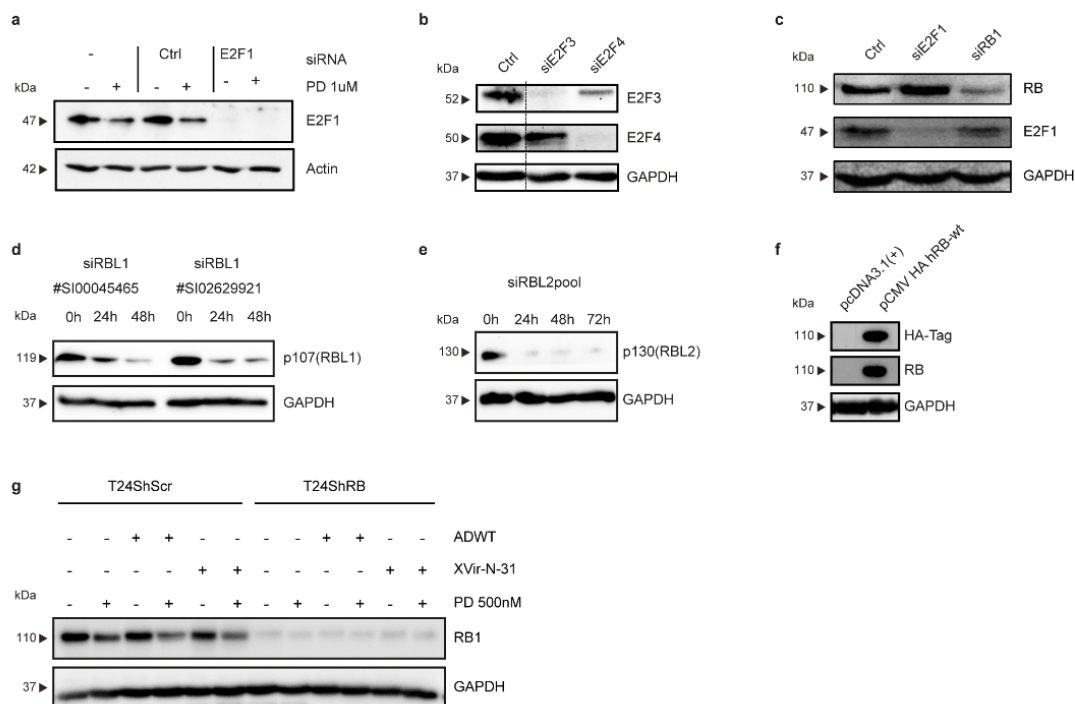 a
- Ctrl E2F1 siRNA
- + - + - + PD 1uM
kDa
47 E2F1
42 Actin
b
Ctrl siE2F3 siE2F4
kDa
52 E2F3
50 E2F4
37 GAPDH
c
Ctrl siE2F1 siRB1
kDa
110 RB
47 E2F1
37 GAPDH
d
siRBL1 siRBL1
#SI00045465 #SI02629921
kDa 0h 24h 48h 0h 24h 48h
119 p107(RBL1)
37 GAPDH
e
siRBL2pool
kDa 0h 24h 48h 72h
130 p130(RBL2)
37 GAPDH
f
pcDNA3.1(+) pCMV HA hRB-wt
kDa
110 HA-Tag
110 RB
37 GAPDH
g
T24ShScr T24ShRB
- - + + - - - - + + - - ADWT
- - - - + + - - - - + + XVir-N-31
- + - + - + - + - + - + PD 500nM
kDa
110 RB1
37 GAPDH